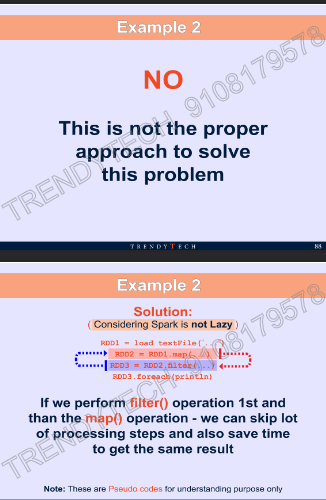 Example 2
NO
This is not the proper
approach to solve
this problem
TRENDYTECH 9108179578
TRENDYTECH
88
Example 2
Solution:
( Considering Spark is not Lazy )
RDD1 = load textFile(...)
RDD2 = RDD1.map(...)
RDD3 = RDD2.filter(...)
RDD3.foreach(println)
If we perform filter() operation 1st and
than the map() operation - we can skip lot
of processing steps and also save time
to get the same result
TRENDYTECH 9108179578
Note: These are Pseudo codes for understanding purpose only